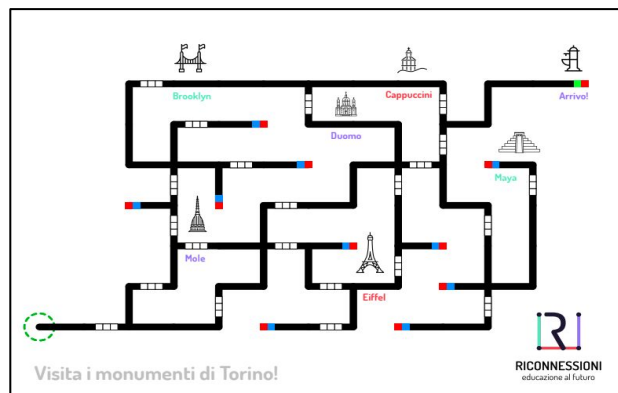 Brooklyn
Cappuccini
Arrivo!
Duomo
Maya
Mole
Eiffel
Visita i monumenti di Torino!
RICONNESSIONI
educazione al futuro